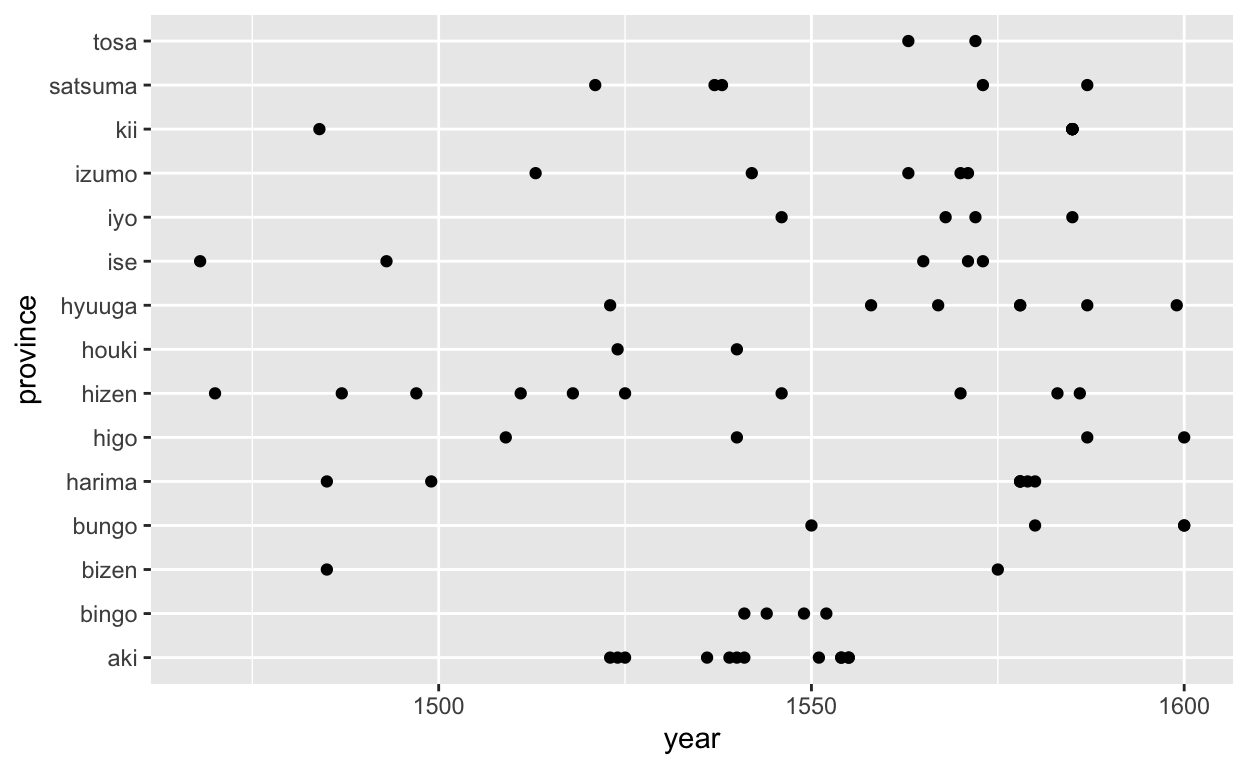 tosa
satsuma
kii
izumo
iyo
ise
hyuuga
houki
hizen
higo
harima
bungo
bizen
bingo
aki
province
1500 1550 1600
year